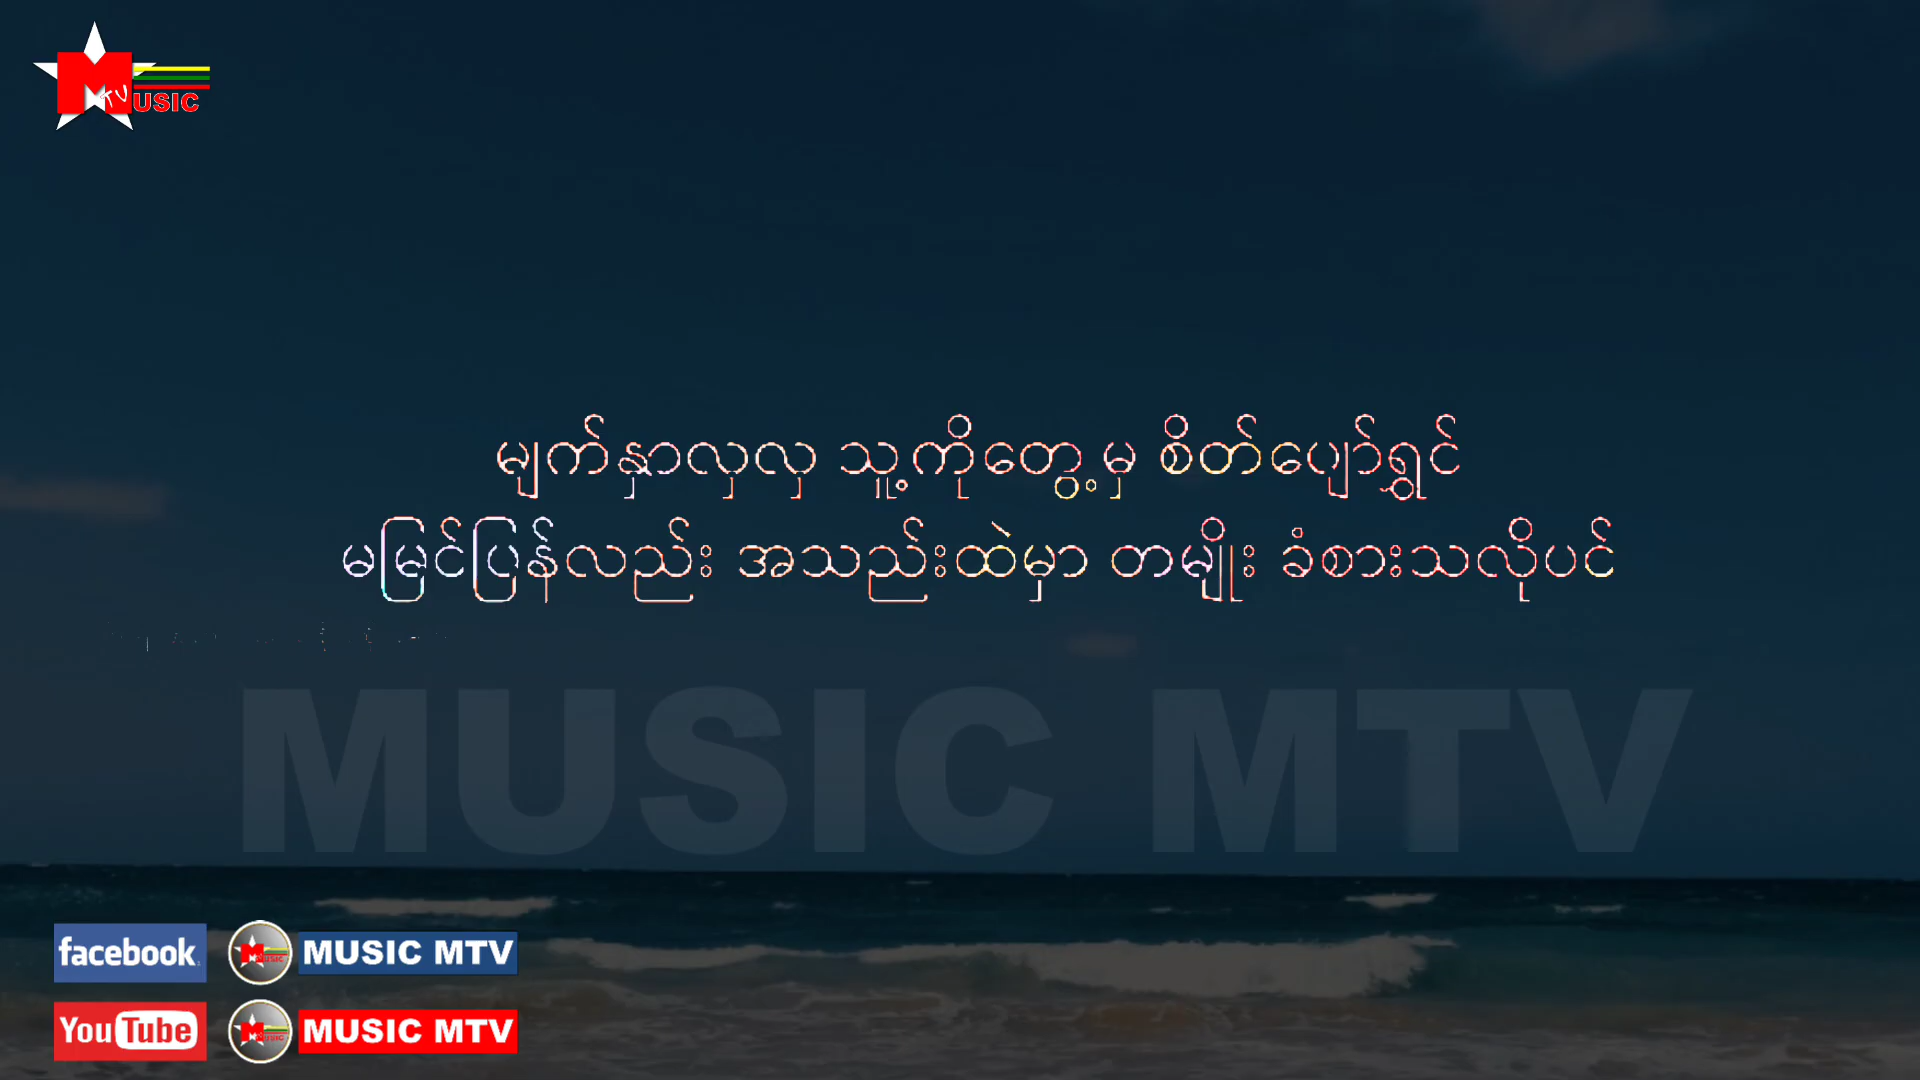 MTV
MUSIC
မျက်နှာလှလှ သူ့ကိုတွေ့မှ စိတ်ပျော်ရွှင်
မမြင်ပြန်လည်း အသည်းထဲမှာ တမျိုး ခံစားသလိုပင်
MUSIC MTV
facebook MUSIC MTV
YouTube MUSIC MTV